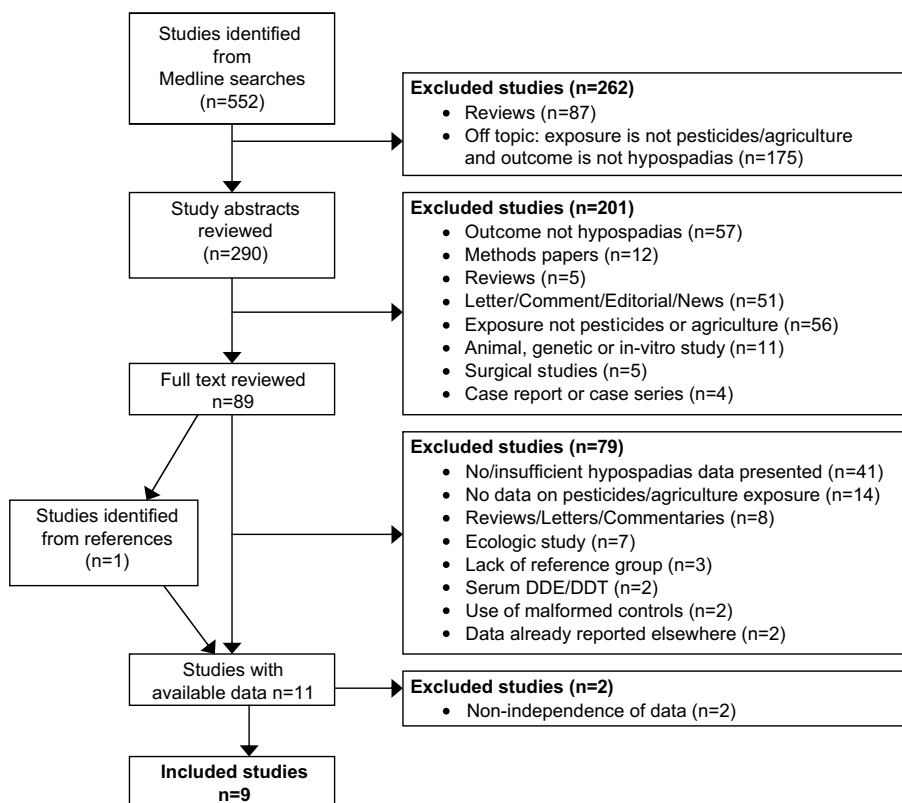 Studies identified
from
Medline searches
(n=552)
Excluded studies (n=262)
• Reviews (n=87)
• Off topic: exposure is not pesticides/agriculture
and outcome is not hypospadias (n=175)
Study abstracts
reviewed
(n=290)
Excluded studies (n=201)
• Outcome not hypospadias (n=57)
• Methods papers (n=12)
• Reviews (n=5)
• Letter/Comment/Editorial/News (n=51)
• Exposure not pesticides or agriculture (n=56)
• Animal, genetic or in-vitro study (n=11)
• Surgical studies (n=5)
• Case report or case series (n=4)
Full text reviewed
n=89
Excluded studies (n=79)
• No/insufficient hypospadias data presented (n=41)
• No data on pesticides/agriculture exposure (n=14)
• Reviews/Letters/Commentaries (n=8)
• Ecologic study (n=7)
• Lack of reference group (n=3)
• Serum DDE/DDT (n=2)
• Use of malformed controls (n=2)
• Data already reported elsewhere (n=2)
Studies identified
from references
(n=1)
Studies with
available data n=11
Excluded studies (n=2)
• Non-independence of data (n=2)
Included studies
n=9